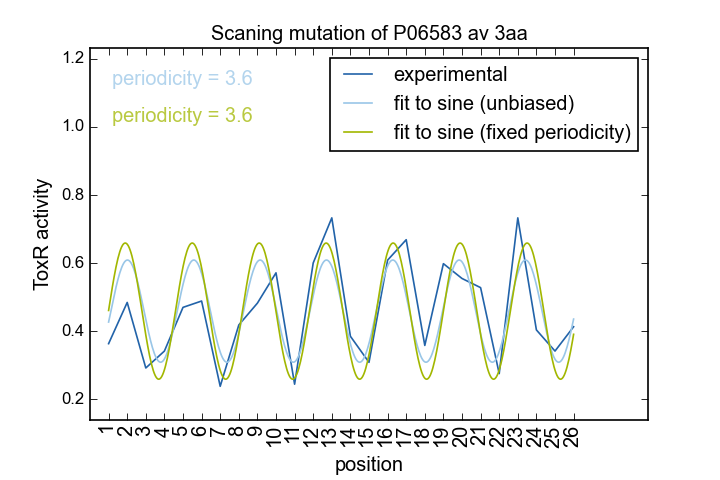 Scaning mutation of P06583 av 3aa
periodicity = 3.6
periodicity = 3.6
experimental
fit to sine (unbiased)
fit to sine (fixed periodicity)
ToxR activity
1.2
1.0
0.8
0.6
0.4
0.2
1 2 3 4 5 6 7 8 9 10 11 12 13 14 15 16 17 18 19 20 21 22 23 24 25 26
position